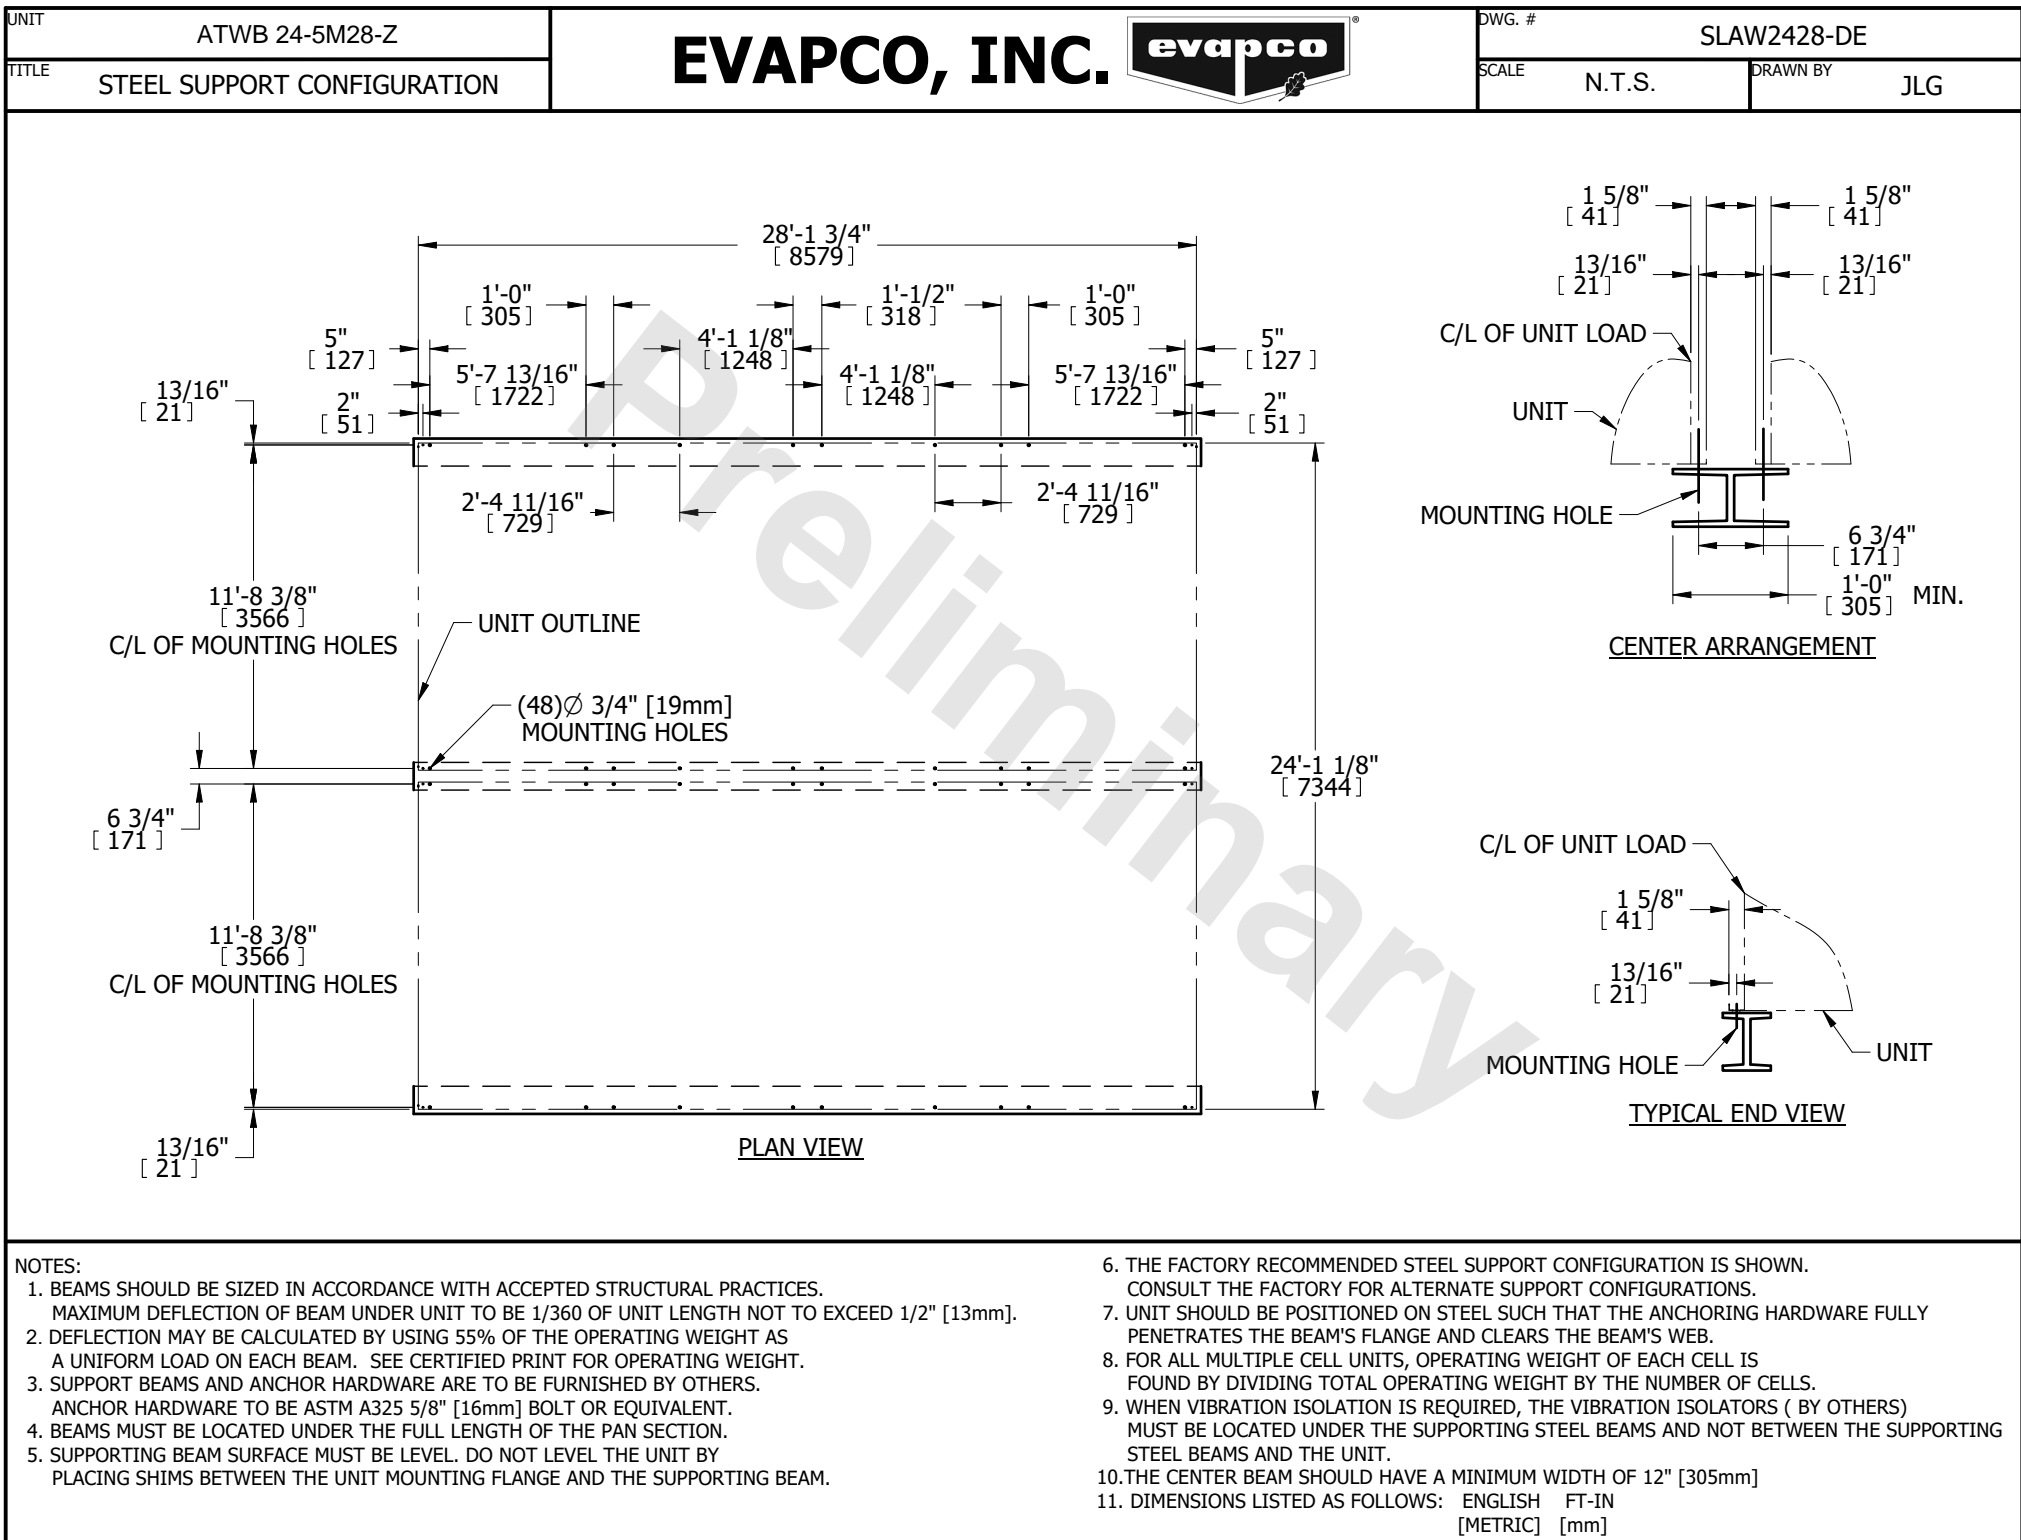 UNIT
ATWB 24-5M28-Z
TITLE
STEEL SUPPORT CONFIGURATION
EVAPCO, INC.
evapco
®
DWG. #
SLAW2428-DE
SCALE
N.T.S.
DRAWN BY
JLG
28'-1 3/4"
[ 8579 ]
1'-0"
[ 305 ]
1'-1/2"
[ 318 ]
1'-0"
[ 305 ]
5"
[ 127 ]
4'-1 1/8"
[ 1248 ]
5"
[ 127 ]
5'-7 13/16"
[ 1722 ]
4'-1 1/8"
[ 1248 ]
5'-7 13/16"
[ 1722 ]
13/16"
[ 21 ]
2"
[ 51 ]
2"
[ 51 ]
2'-4 11/16"
[ 729 ]
2'-4 11/16"
[ 729 ]
11'-8 3/8"
[ 3566 ]
C/L OF MOUNTING HOLES
UNIT OUTLINE
(48)Ø 3/4" [19mm]
MOUNTING HOLES
6 3/4"
[ 171 ]
24'-1 1/8"
[ 7344 ]
11'-8 3/8"
[ 3566 ]
C/L OF MOUNTING HOLES
13/16"
[ 21 ]
PLAN VIEW
Preliminary
1 5/8"
[ 41 ]
1 5/8"
[ 41 ]
13/16"
[ 21 ]
13/16"
[ 21 ]
C/L OF UNIT LOAD
UNIT
MOUNTING HOLE
6 3/4"
[ 171 ]
1'-0"
[ 305 ] MIN.
CENTER ARRANGEMENT
C/L OF UNIT LOAD
1 5/8"
[ 41 ]
13/16"
[ 21 ]
MOUNTING HOLE
UNIT
TYPICAL END VIEW
NOTES:
1. BEAMS SHOULD BE SIZED IN ACCORDANCE WITH ACCEPTED STRUCTURAL PRACTICES.
MAXIMUM DEFLECTION OF BEAM UNDER UNIT TO BE 1/360 OF UNIT LENGTH NOT TO EXCEED 1/2" [13mm].
2. DEFLECTION MAY BE CALCULATED BY USING 55% OF THE OPERATING WEIGHT AS
A UNIFORM LOAD ON EACH BEAM. SEE CERTIFIED PRINT FOR OPERATING WEIGHT.
3. SUPPORT BEAMS AND ANCHOR HARDWARE ARE TO BE FURNISHED BY OTHERS.
ANCHOR HARDWARE TO BE ASTM A325 5/8" [16mm] BOLT OR EQUIVALENT.
4. BEAMS MUST BE LOCATED UNDER THE FULL LENGTH OF THE PAN SECTION.
5. SUPPORTING BEAM SURFACE MUST BE LEVEL. DO NOT LEVEL THE UNIT BY
PLACING SHIMS BETWEEN THE UNIT MOUNTING FLANGE AND THE SUPPORTING BEAM.
6. THE FACTORY RECOMMENDED STEEL SUPPORT CONFIGURATION IS SHOWN.
CONSULT THE FACTORY FOR ALTERNATE SUPPORT CONFIGURATIONS.
7. UNIT SHOULD BE POSITIONED ON STEEL SUCH THAT THE ANCHORING HARDWARE FULLY
PENETRATES THE BEAM'S FLANGE AND CLEARS THE BEAM'S WEB.
8. FOR ALL MULTIPLE CELL UNITS, OPERATING WEIGHT OF EACH CELL IS
FOUND BY DIVIDING TOTAL OPERATING WEIGHT BY THE NUMBER OF CELLS.
9. WHEN VIBRATION ISOLATION IS REQUIRED, THE VIBRATION ISOLATORS ( BY OTHERS)
MUST BE LOCATED UNDER THE SUPPORTING STEEL BEAMS AND NOT BETWEEN THE SUPPORTING
STEEL BEAMS AND THE UNIT.
10.THE CENTER BEAM SHOULD HAVE A MINIMUM WIDTH OF 12" [305mm]
11. DIMENSIONS LISTED AS FOLLOWS: ENGLISH FT-IN
[METRIC] [mm]